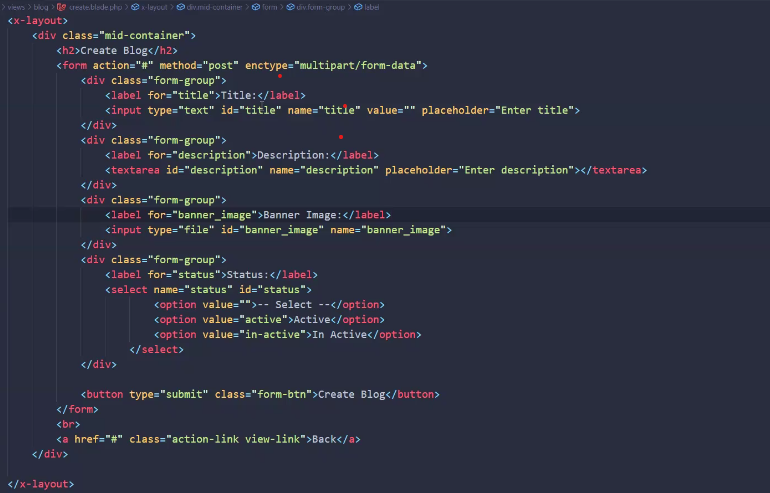 views > blog > create.blade.php > x-layout > div.mid-container > form > div.form-group > label
<x-layout>
<div class="mid-container">
<h2>Create Blog</h2>
<form action="#" method="post" enctype="multipart/form-data">
<div class="form-group">
<label for="title">Title:</label>
<input type="text" id="title" name="title" value="" placeholder="Enter title">
</div>
<div class="form-group">
<label for="description">Description:</label>
<textarea id="description" name="description" placeholder="Enter description"></textarea>
</div>
<div class="form-group">
<label for="banner_image">Banner Image:</label>
<input type="file" id="banner_image" name="banner_image">
</div>
<div class="form-group">
<label for="status">Status:</label>
<select name="status" id="status">
<option value="">-- Select --</option>
<option value="active">Active</option>
<option value="in-active">In Active</option>
</select>
</div>
<button type="submit" class="form-btn">Create Blog</button>
</form>
<br>
<a href="#" class="action-link view-link">Back</a>
</div>
</x-layout>